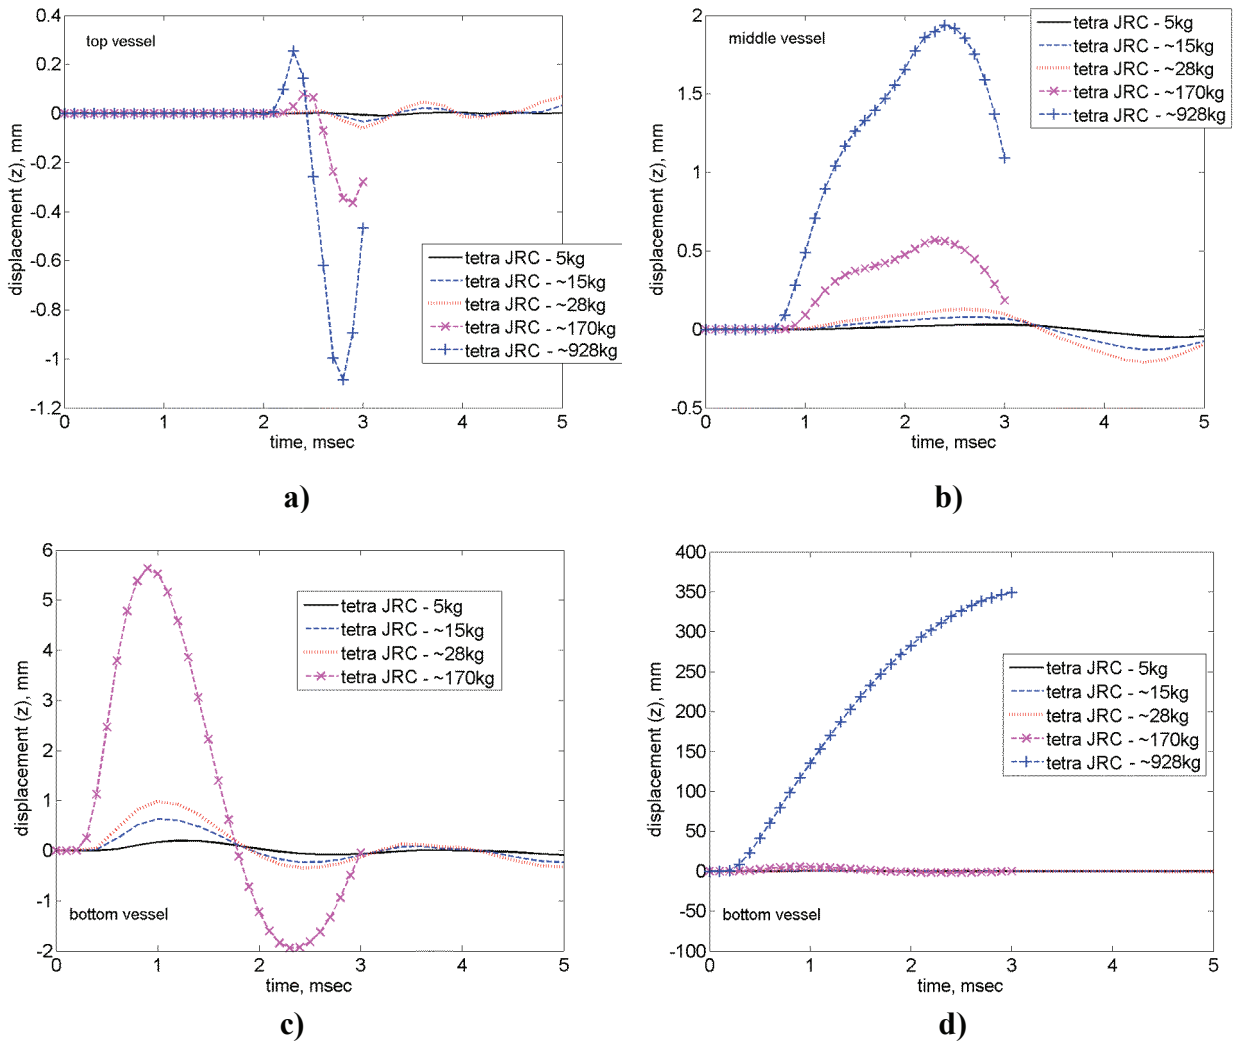 top vessel
0.4
0.2
0
-0.2
-0.4
-0.6
-0.8
-1
-1.2
displacement (z), mm
0 1 2 3 4 5
time, msec
tetra JRC - 5kg
tetra JRC - ~15kg
tetra JRC - ~28kg
tetra JRC - ~170kg
tetra JRC - ~928kg
a)
middle vessel
2
1.5
1
0.5
0
-0.5
displacement (z), mm
0 1 2 3 4 5
time, msec
tetra JRC - 5kg
tetra JRC - ~15kg
tetra JRC - ~28kg
tetra JRC - ~170kg
tetra JRC - ~928kg
b)
6
5
4
3
2
1
0
-1
-2
displacement (z), mm
tetra JRC - 5kg
tetra JRC - ~15kg
tetra JRC - ~28kg
tetra JRC - ~170kg
bottom vessel
0 1 2 3 4 5
time, msec
c)
400
350
300
250
200
150
100
50
0
-50
-100
displacement (z), mm
tetra JRC - 5kg
tetra JRC - ~15kg
tetra JRC - ~28kg
tetra JRC - ~170kg
tetra JRC - ~928kg
bottom vessel
0 1 2 3 4 5
time, msec
d)